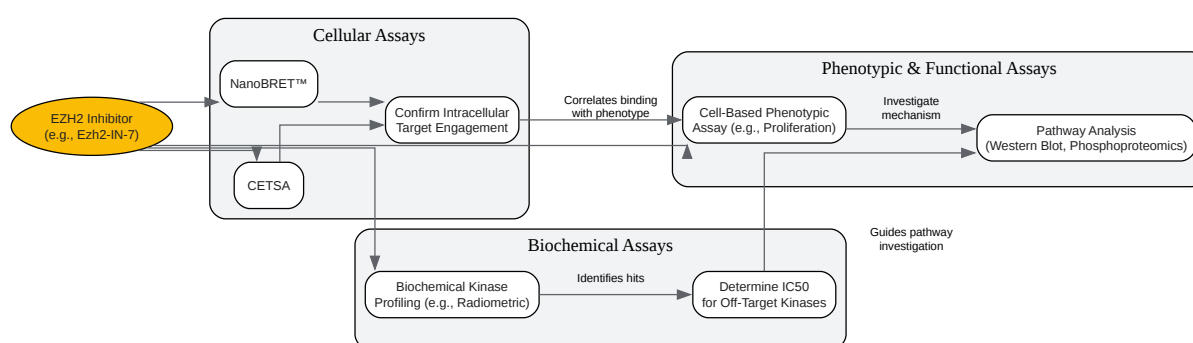 Cellular Assays
NanoBRET™
EZH2 Inhibitor
(e.g., Ezh2-IN-7)
Confirm Intracellular
Target Engagement
CETSA
Correlates binding
with phenotype
Phenotypic & Functional Assays
Cell-Based Phenotypic
Assay (e.g., Proliferation)
Investigate
mechanism
Pathway Analysis
(Western Blot, Phosphoproteomics)
Guides pathway
investigation
Biochemical Assays
Biochemical Kinase
Profiling (e.g., Radiometric)
Identifies hits
Determine IC50
for Off-Target Kinases